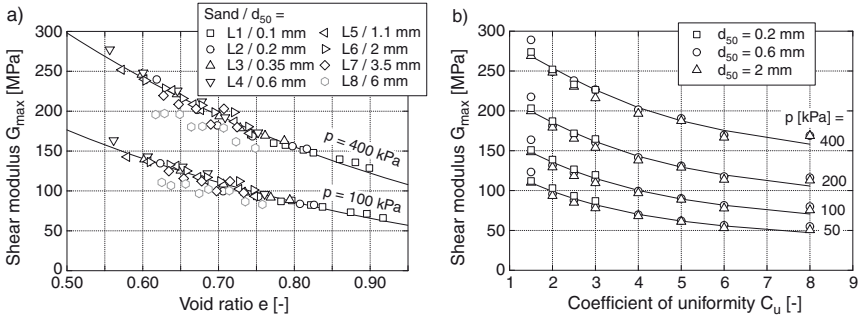 a)
Sand / d50 =
L1 / 0.1 mm
L2 / 0.2 mm
L3 / 0.35 mm
L4 / 0.6 mm
L5 / 1.1 mm
L6 / 2 mm
L7 / 3.5 mm
L8 / 6 mm
Shear modulus Gmax [MPa]
300
250
200
150
100
50
0
p = 400 kPa
p = 100 kPa
0.50 0.60 0.70 0.80 0.90
Void ratio e [-]
b)
d50 = 0.2 mm
d50 = 0.6 mm
d50 = 2 mm
p [kPa] =
400
200
100
50
Shear modulus Gmax [MPa]
300
250
200
150
100
50
0
1 2 3 4 5 6 7 8 9
Coefficient of uniformity Cu [-]